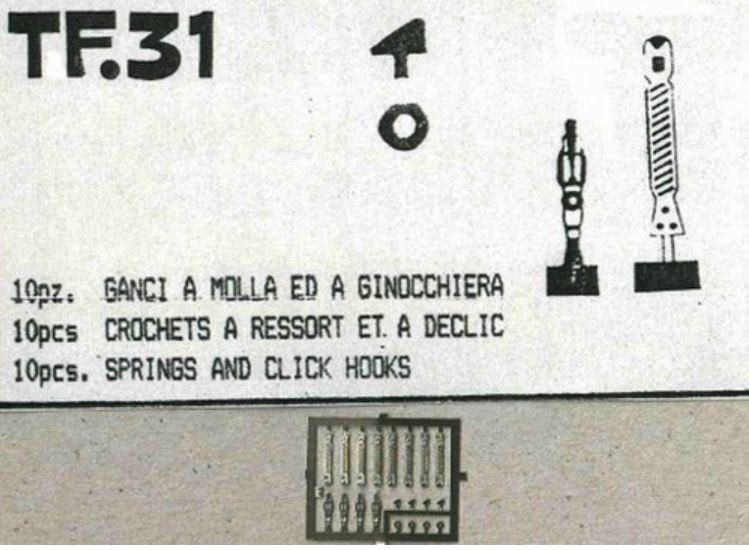 TF.31
10pz. GANCI A MOLLA ED A GINOCCHIERA
10pcs CROCHETS A RESSORT ET A DECLIC
10pcs. SPRINGS AND CLICK HOOKS